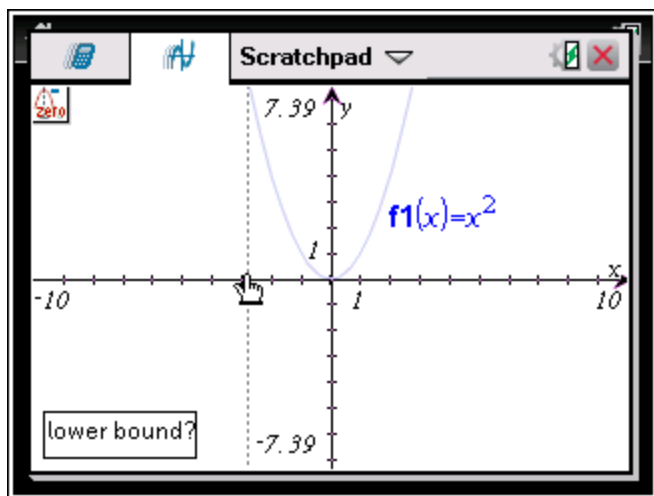 Scratchpad
zero
7.39
y
f1(x)=x²
1
x
-10
1
10
lower bound?
-7.39